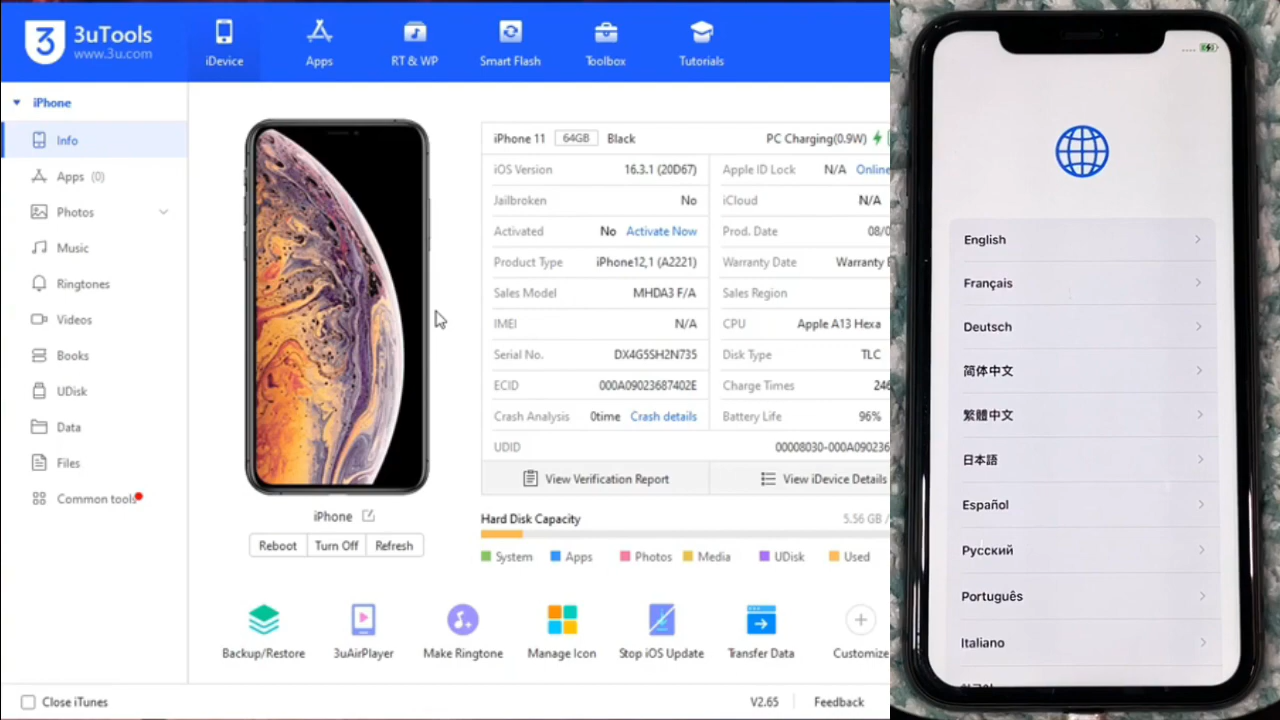 3uTools
www.3u.com
iDevice
Apps
RT & WP
Smart Flash
Toolbox
Tutorials
iPhone
Info
Apps (0)
Photos
Music
Ringtones
Videos
Books
UDisk
Data
Files
Common tools
Close iTunes
iPhone
Reboot
Turn Off
Refresh
iPhone 11 64GB Black PC Charging(0.9W)
iOS Version 16.3.1 (20D67) Apple ID Lock N/A Online
Jailbroken No iCloud N/A
Activated No Activate Now Prod. Date 08/0
Product Type iPhone12,1 (A2221) Warranty Date Warranty
Sales Model MHDA3 F/A Sales Region
IMEI N/A CPU Apple A13 Hexa
Serial No. DX4G5SH2N735 Disk Type TLC
ECID 000A09023687402E Charge Times 246
Crash Analysis 0time Crash details Battery Life 96%
UDID 00008030-000A090236
View Verification Report View iDevice Details
Hard Disk Capacity 5.56 GB /
System Apps Photos Media UDisk Used
Backup/Restore
3uAirPlayer
Make Ringtone
Manage Icon
Stop iOS Update
Transfer Data
Customize
V2.65 Feedback
English
Français
Deutsch
简体中文
繁體中文
日本語
Español
Русский
Português
Italiano